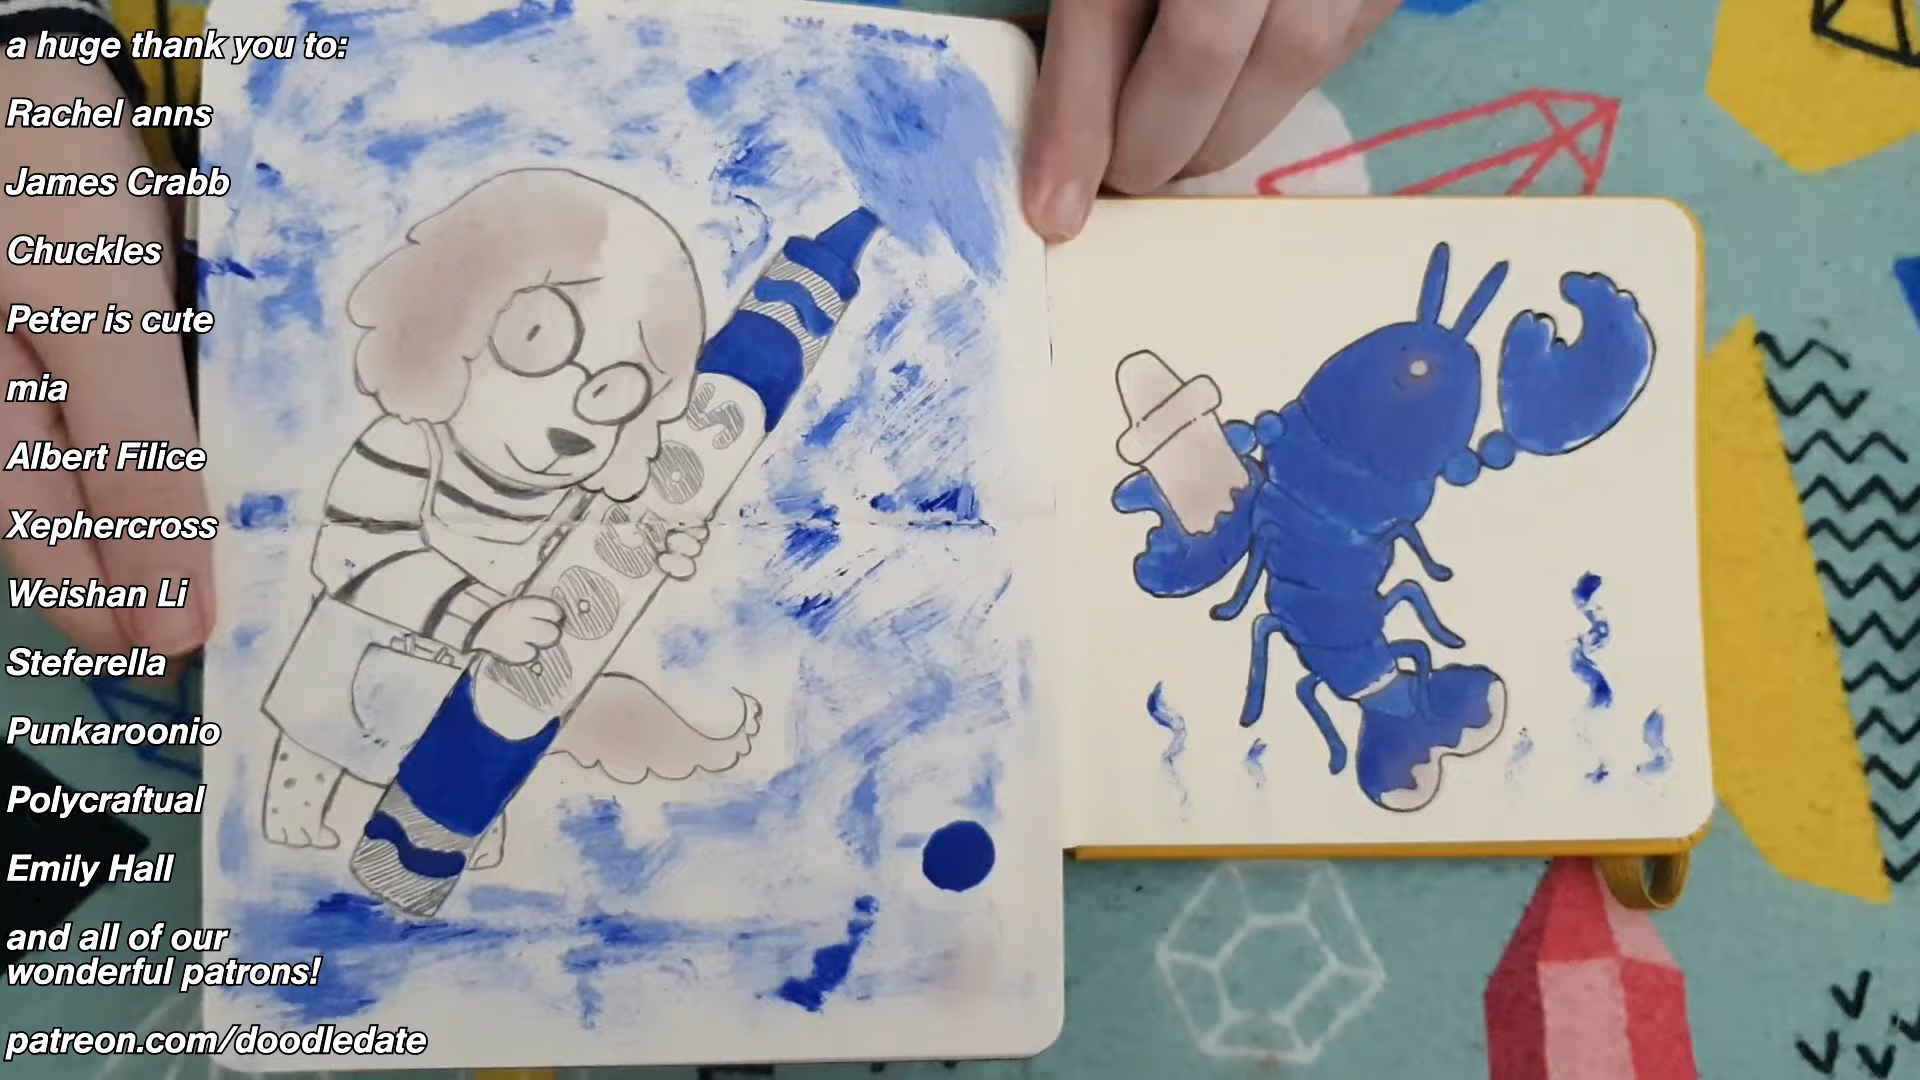 a huge thank you to:
Rachel anns
James Crabb
Chuckles
Peter is cute
mia
Albert Filice
Xephercross
Weishan Li
Steferella
Punkaroonio
Polycraftual
Emily Hall
and all of our
wonderful patrons!
patreon.com/doodledate